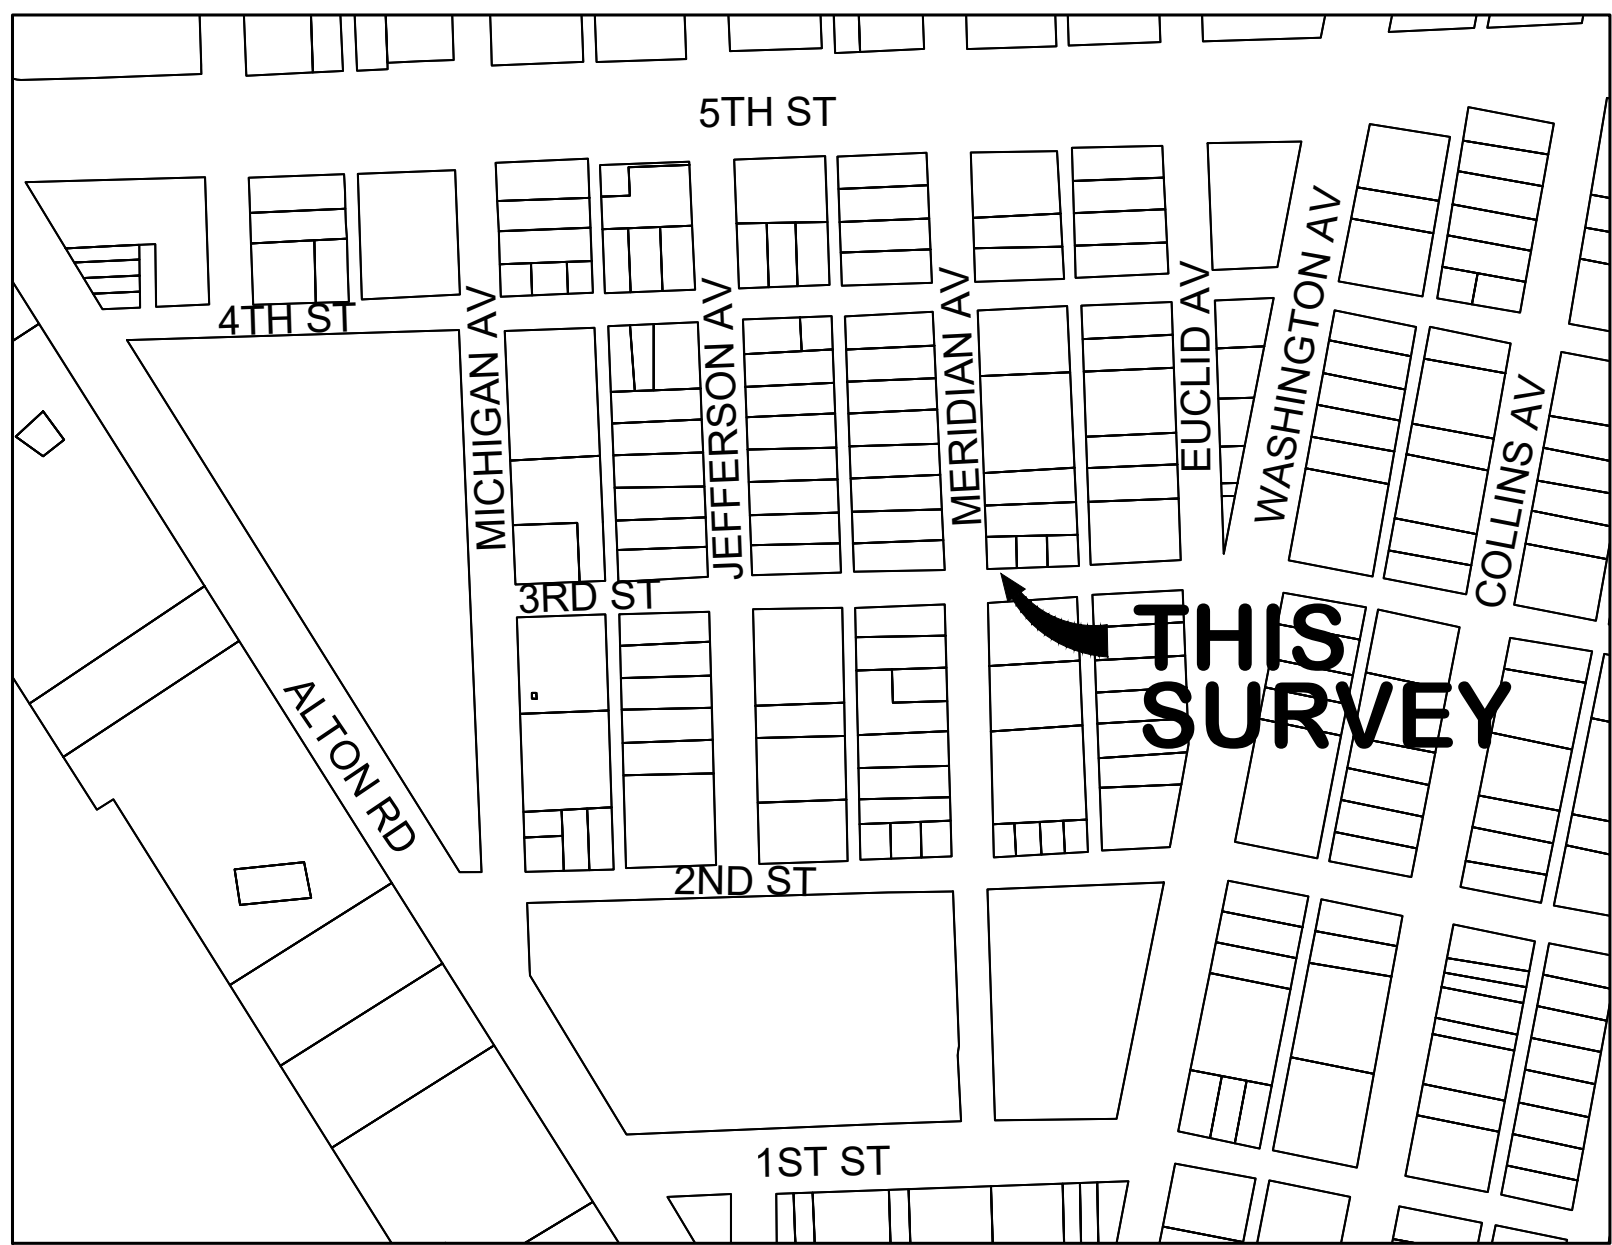 5TH ST
4TH ST
MICHIGAN AV
JEFFERSON AV
MERIDIAN AV
EUCLID AV
WASHINGTON AV
COLLINS AV
3RD ST
THIS
SURVEY
ALTON RD
2ND ST
1ST ST